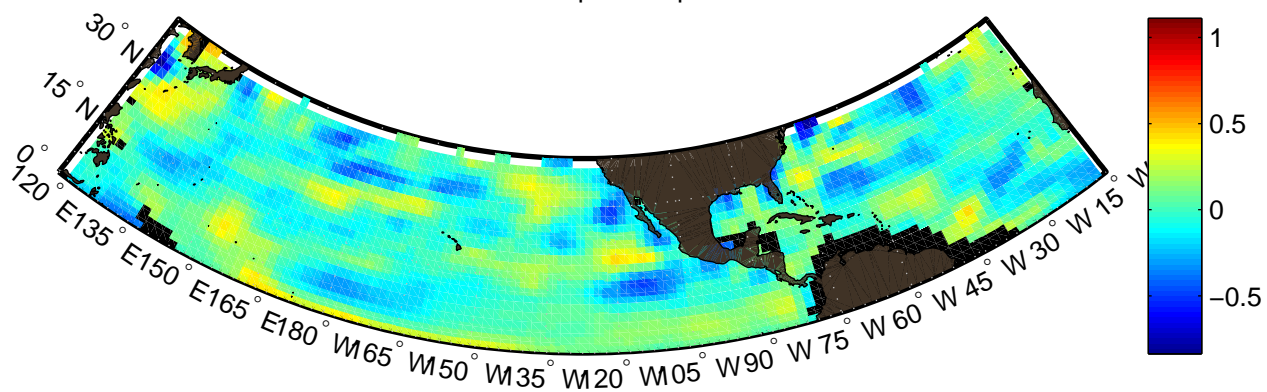 30° N
15° N
0°
120° E
135° E
150° E
165° E
180° W
165° W
150° W
135° W
120° W
105° W
90° W
75° W
60° W
45° W
30° W
15° W
1
0.5
0
−0.5